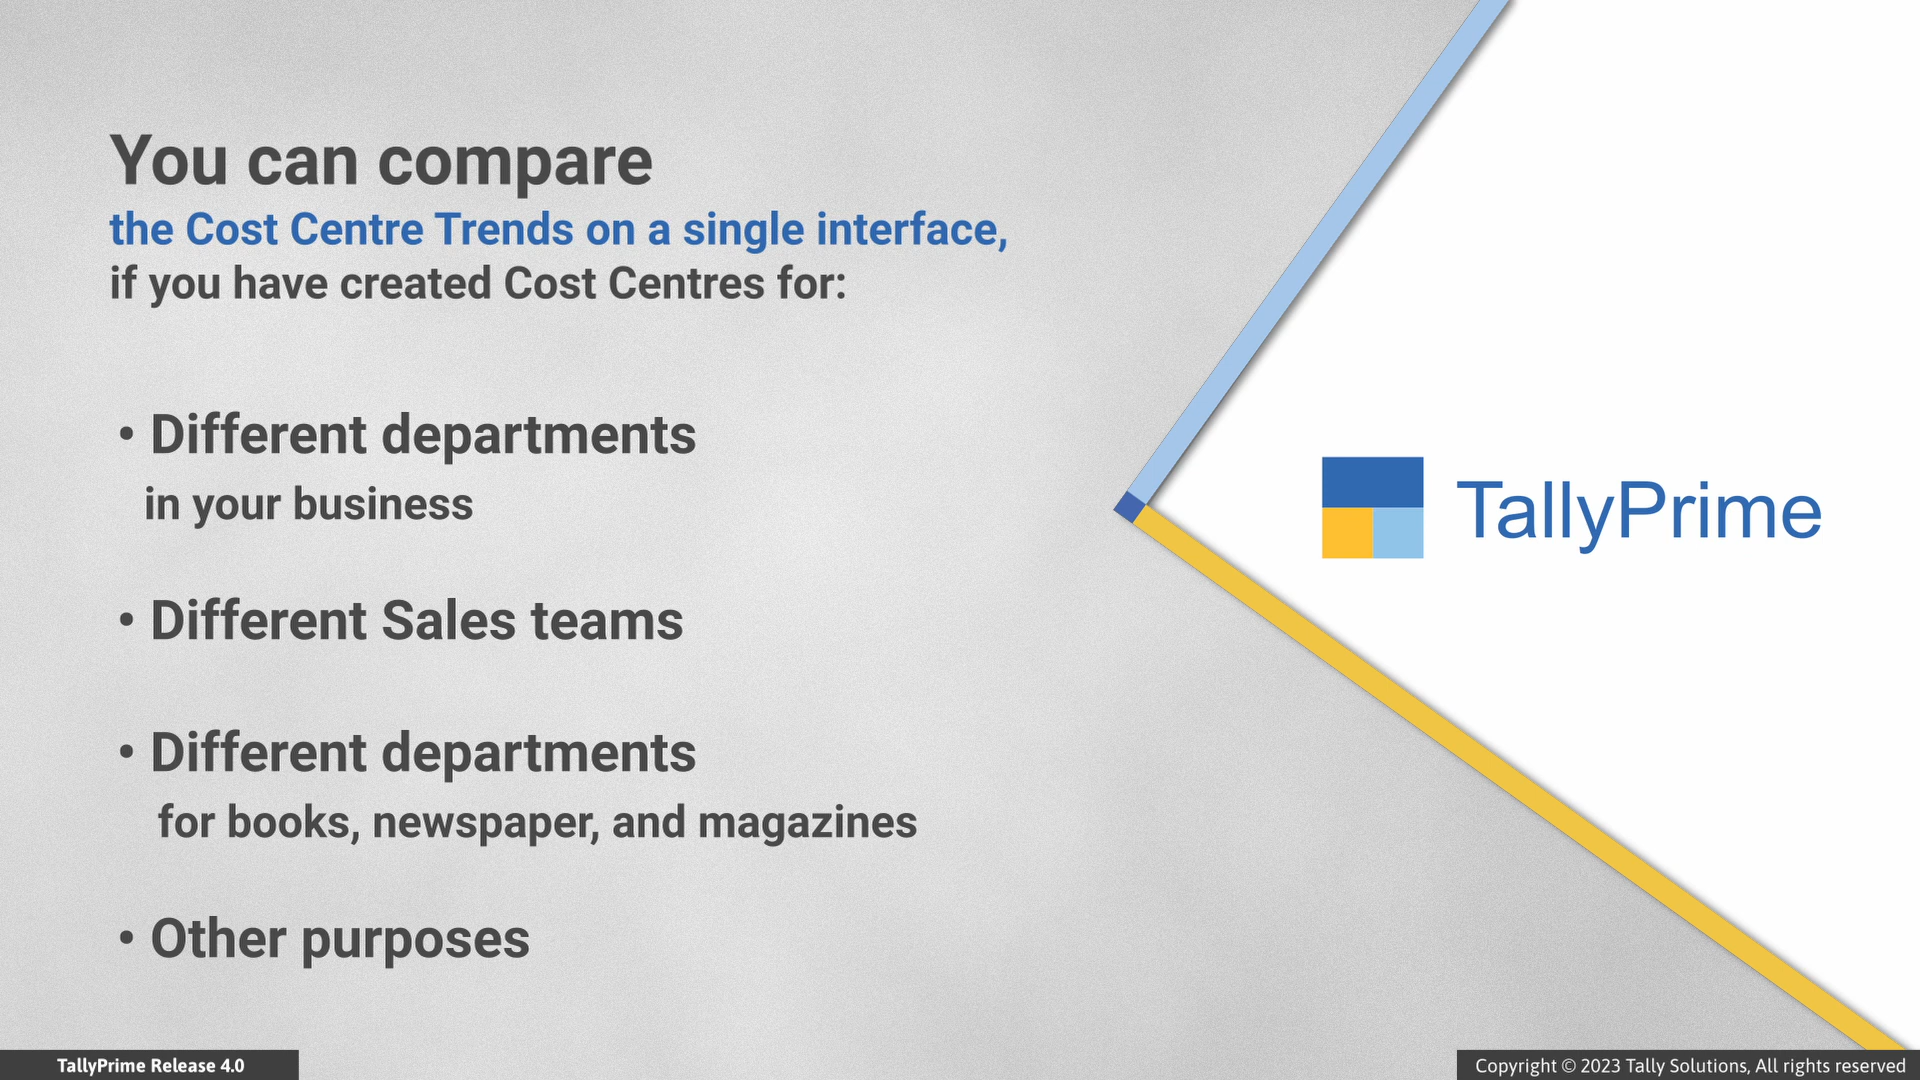 You can compare
the Cost Centre Trends on a single interface,
if you have created Cost Centres for:
• Different departments
in your business
• Different Sales teams
• Different departments
for books, newspaper, and magazines
• Other purposes
TallyPrime
TallyPrime Release 4.0
Copyright © 2023 Tally Solutions, All rights reserved